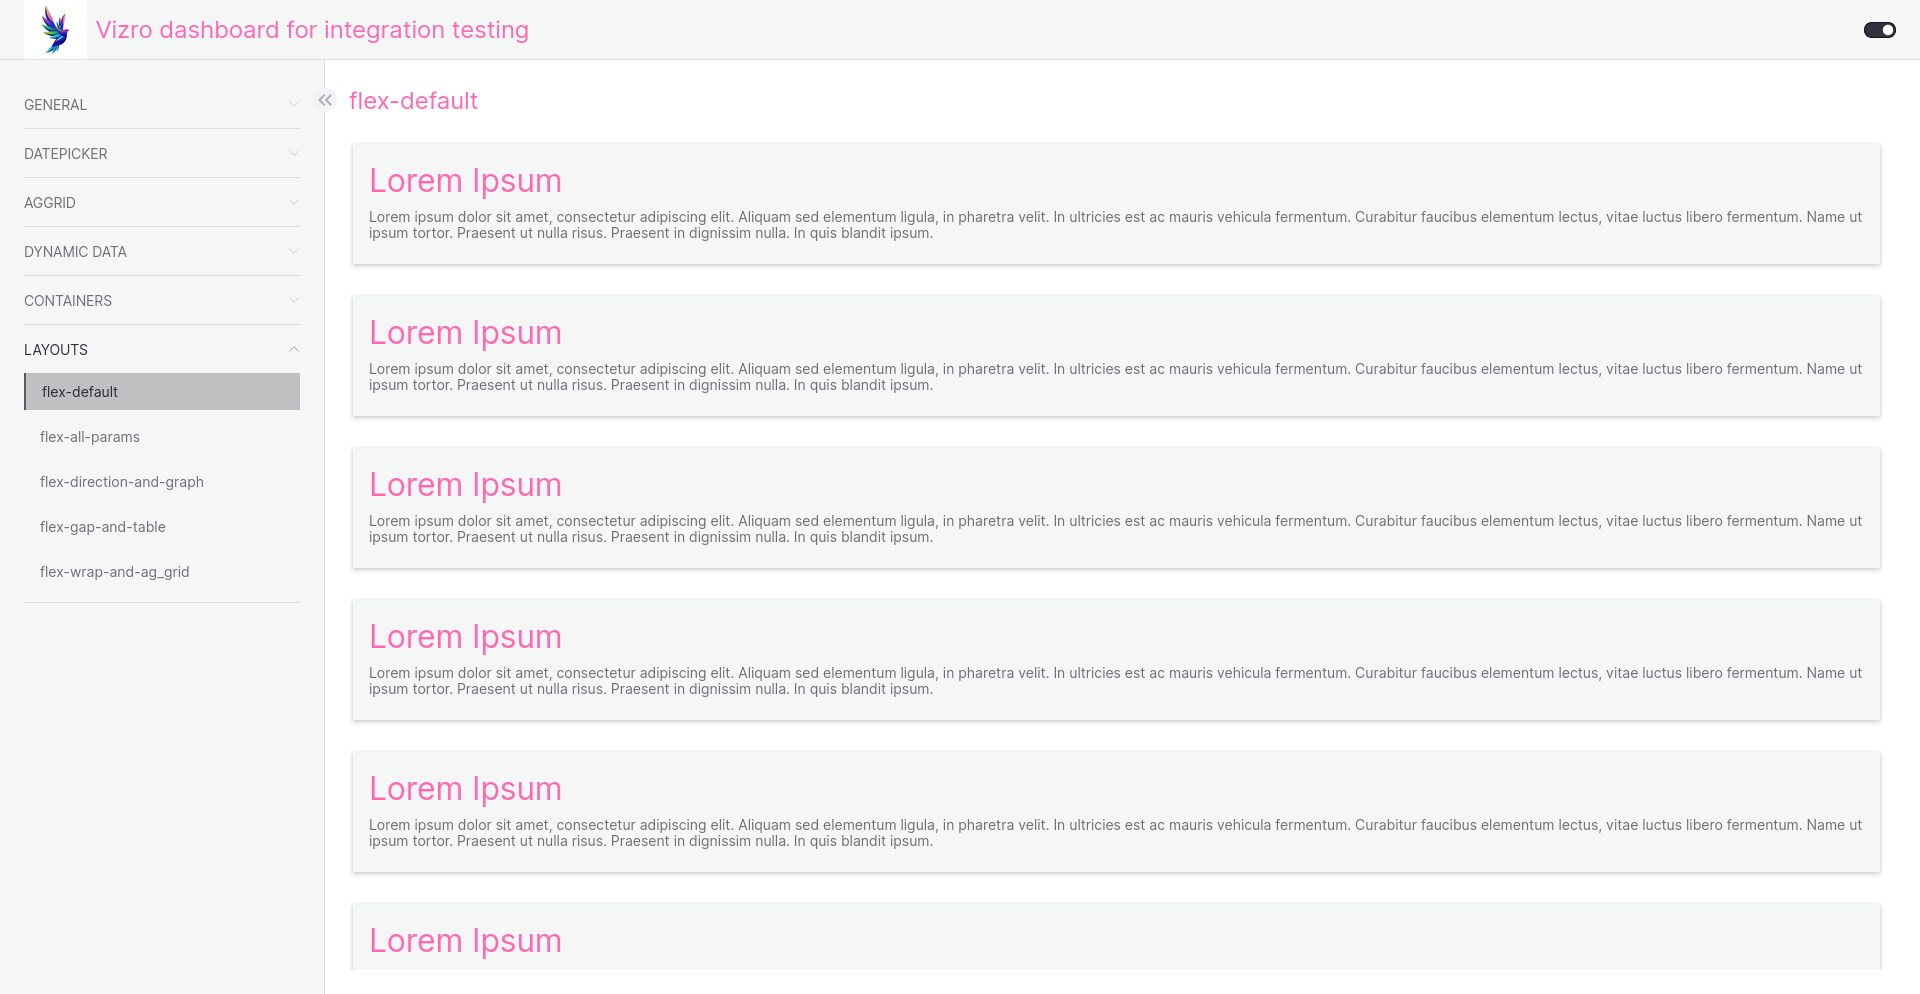 Vizro dashboard for integration testing
GENERAL
DATEPICKER
AGGRID
DYNAMIC DATA
CONTAINERS
LAYOUTS
flex-default
flex-all-params
flex-direction-and-graph
flex-gap-and-table
flex-wrap-and-ag_grid
flex-default
Lorem Ipsum
Lorem ipsum dolor sit amet, consectetur adipiscing elit. Aliquam sed elementum ligula, in pharetra velit. In ultricies est ac mauris vehicula fermentum. Curabitur faucibus elementum lectus, vitae luctus libero fermentum. Name ut
ipsum tortor. Praesent ut nulla risus. Praesent in dignissim nulla. In quis blandit ipsum.
Lorem Ipsum
Lorem ipsum dolor sit amet, consectetur adipiscing elit. Aliquam sed elementum ligula, in pharetra velit. In ultricies est ac mauris vehicula fermentum. Curabitur faucibus elementum lectus, vitae luctus libero fermentum. Name ut
ipsum tortor. Praesent ut nulla risus. Praesent in dignissim nulla. In quis blandit ipsum.
Lorem Ipsum
Lorem ipsum dolor sit amet, consectetur adipiscing elit. Aliquam sed elementum ligula, in pharetra velit. In ultricies est ac mauris vehicula fermentum. Curabitur faucibus elementum lectus, vitae luctus libero fermentum. Name ut
ipsum tortor. Praesent ut nulla risus. Praesent in dignissim nulla. In quis blandit ipsum.
Lorem Ipsum
Lorem ipsum dolor sit amet, consectetur adipiscing elit. Aliquam sed elementum ligula, in pharetra velit. In ultricies est ac mauris vehicula fermentum. Curabitur faucibus elementum lectus, vitae luctus libero fermentum. Name ut
ipsum tortor. Praesent ut nulla risus. Praesent in dignissim nulla. In quis blandit ipsum.
Lorem Ipsum
Lorem ipsum dolor sit amet, consectetur adipiscing elit. Aliquam sed elementum ligula, in pharetra velit. In ultricies est ac mauris vehicula fermentum. Curabitur faucibus elementum lectus, vitae luctus libero fermentum. Name ut
ipsum tortor. Praesent ut nulla risus. Praesent in dignissim nulla. In quis blandit ipsum.
Lorem Ipsum